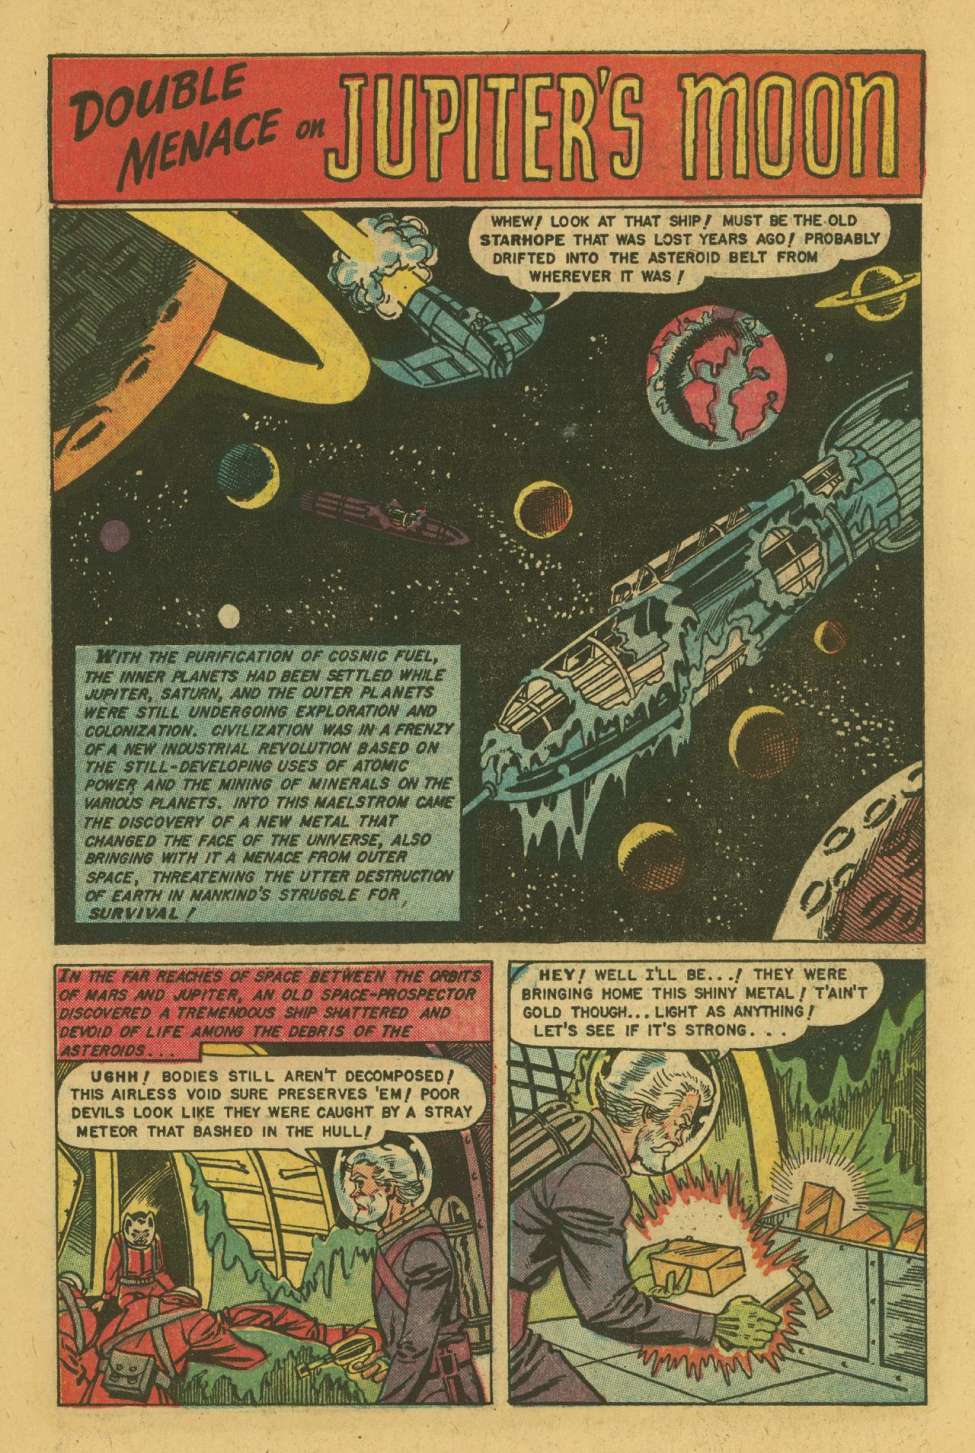 DOUBLE
MENACE on
JUPITER'S MOON
WHEW! LOOK AT THAT SHIP! MUST BE THE OLD
STARHOPE THAT WAS LOST YEARS AGO! PROBABLY
DRIFTED INTO THE ASTEROID BELT FROM
WHEREVER IT WAS!
WITH THE PURIFICATION OF COSMIC FUEL,
THE INNER PLANETS HAD BEEN SETTLED WHILE
JUPITER, SATURN, AND THE OUTER PLANETS
WERE STILL UNDERGOING EXPLORATION AND
COLONIZATION. CIVILIZATION WAS IN A FRENZY
OF A NEW INDUSTRIAL REVOLUTION BASED ON
THE STILL-DEVELOPING USES OF ATOMIC
POWER AND THE MINING OF MINERALS ON THE
VARIOUS PLANETS. INTO THIS MAELSTROM CAME
THE DISCOVERY OF A NEW METAL THAT
CHANGED THE FACE OF THE UNIVERSE, ALSO
BRINGING WITH IT A MENACE FROM OUTER
SPACE, THREATENING THE UTTER DESTRUCTION
OF EARTH IN MANKIND'S STRUGGLE FOR,
SURVIVAL!
IN THE FAR REACHES OF SPACE BETWEEN THE ORBITS
OF MARS AND JUPITER, AN OLD SPACE-PROSPECTOR
DISCOVERED A TREMENDOUS SHIP SHATTERED AND
DEVOID OF LIFE AMONG THE DEBRIS OF THE
ASTEROIDS...
UGHH! BODIES STILL AREN'T DECOMPOSED!
THIS AIRLESS VOID SURE PRESERVES 'EM! POOR
DEVILS LOOK LIKE THEY WERE CAUGHT BY A STRAY
METEOR THAT BASHED IN THE HULL!
HEY! WELL I'LL BE...! THEY WERE
BRINGING HOME THIS SHINY METAL! T'AIN'T
GOLD THOUGH... LIGHT AS ANYTHING!
LET'S SEE IF IT'S STRONG. . .